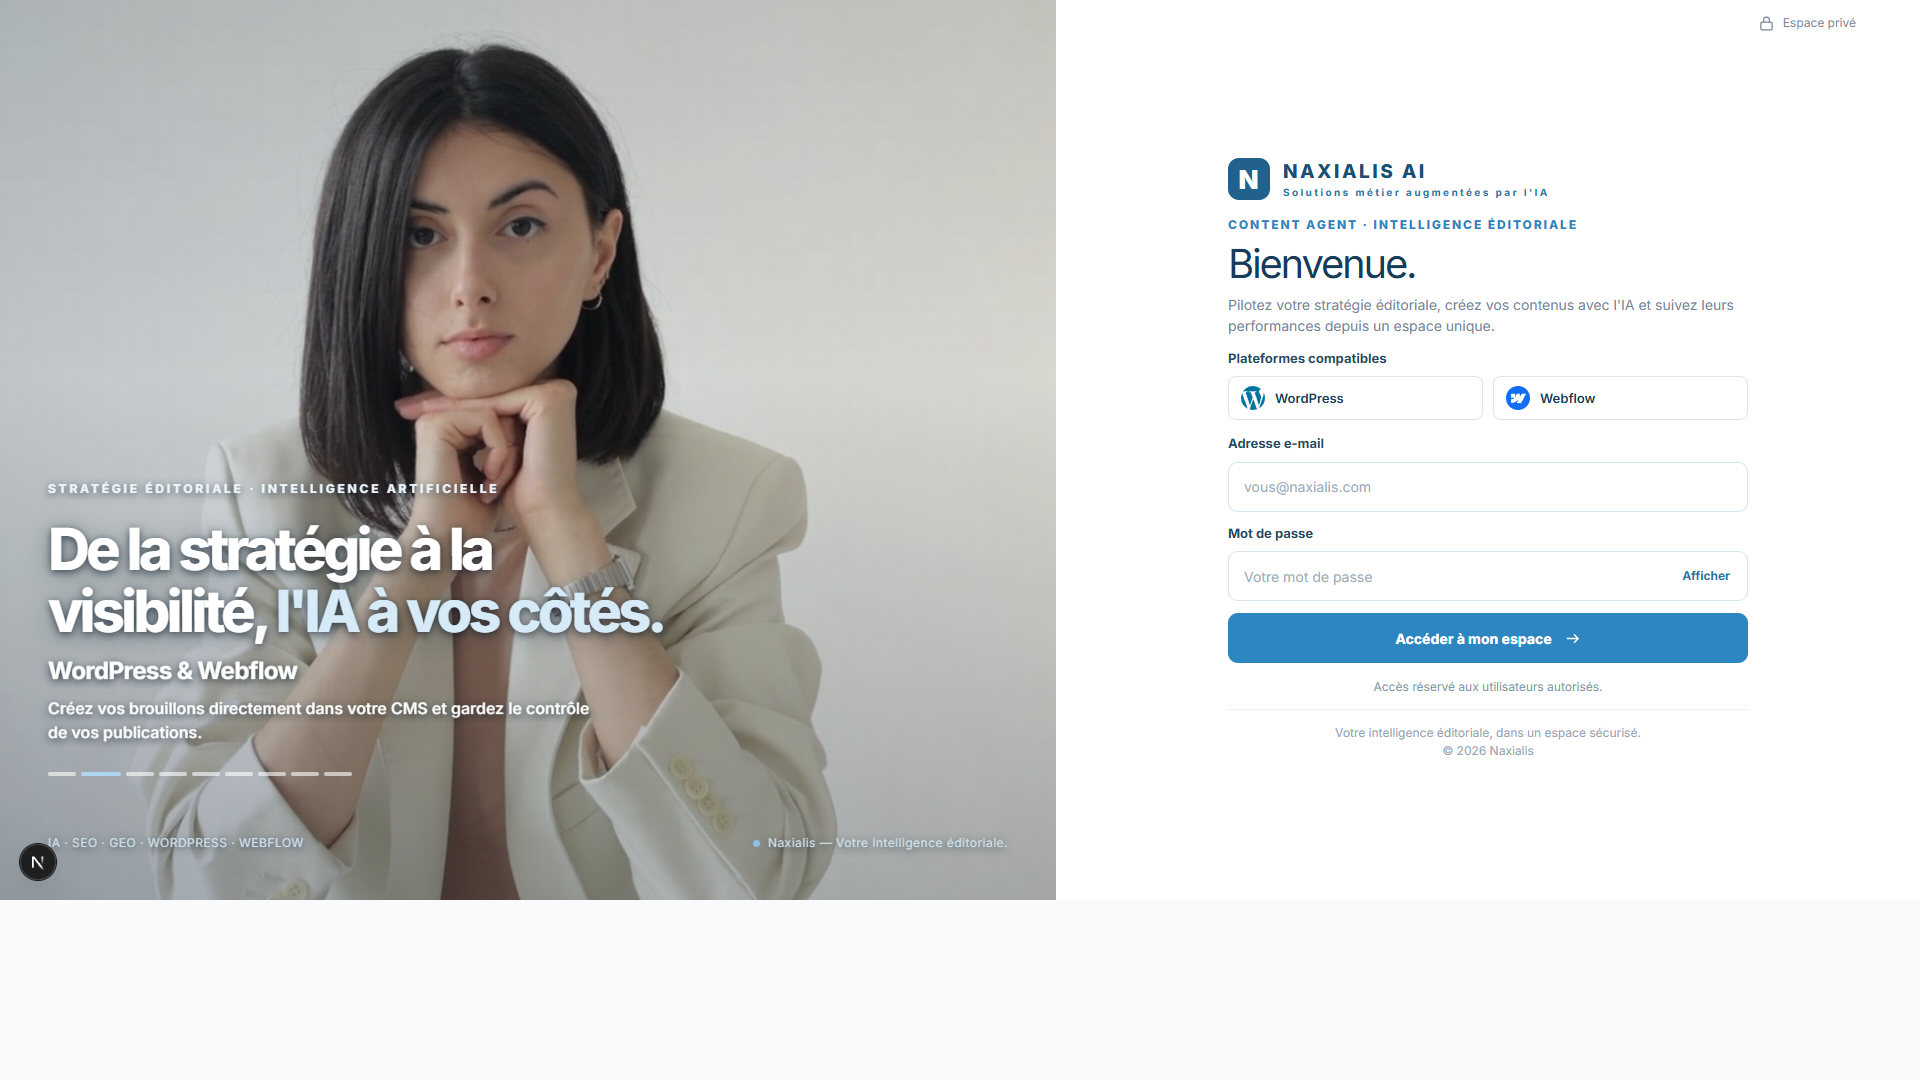 Espace privé
N
NAXIALIS AI
Solutions métier augmentées par l'IA
CONTENT AGENT · INTELLIGENCE ÉDITORIALE
Bienvenue.
Pilotez votre stratégie éditoriale, créez vos contenus avec l'IA et suivez leurs
performances depuis un espace unique.
Plateformes compatibles
WordPress
Webflow
Adresse e-mail
vous@naxialis.com
Mot de passe
Votre mot de passe
Afficher
Accéder à mon espace →
Accès réservé aux utilisateurs autorisés.
Votre intelligence éditoriale, dans un espace sécurisé.
© 2026 Naxialis
STRATÉGIE ÉDITORIALE · INTELLIGENCE ARTIFICIELLE
De la stratégie à la
visibilité, l'IA à vos côtés.
WordPress & Webflow
Créez vos brouillons directement dans votre CMS et gardez le contrôle
de vos publications.
IA · SEO · GEO · WORDPRESS · WEBFLOW
Naxialis — Votre intelligence éditoriale.
N